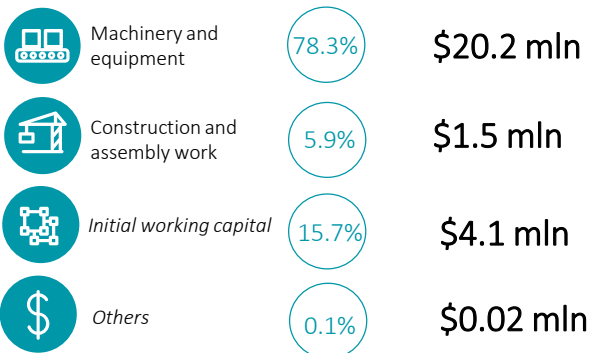 Machinery and
equipment
78.3%
$20.2 mln
Construction and
assembly work
5.9%
$1.5 mln
Initial working capital
15.7%
$4.1 mln
$
Others
0.1%
$0.02 mln